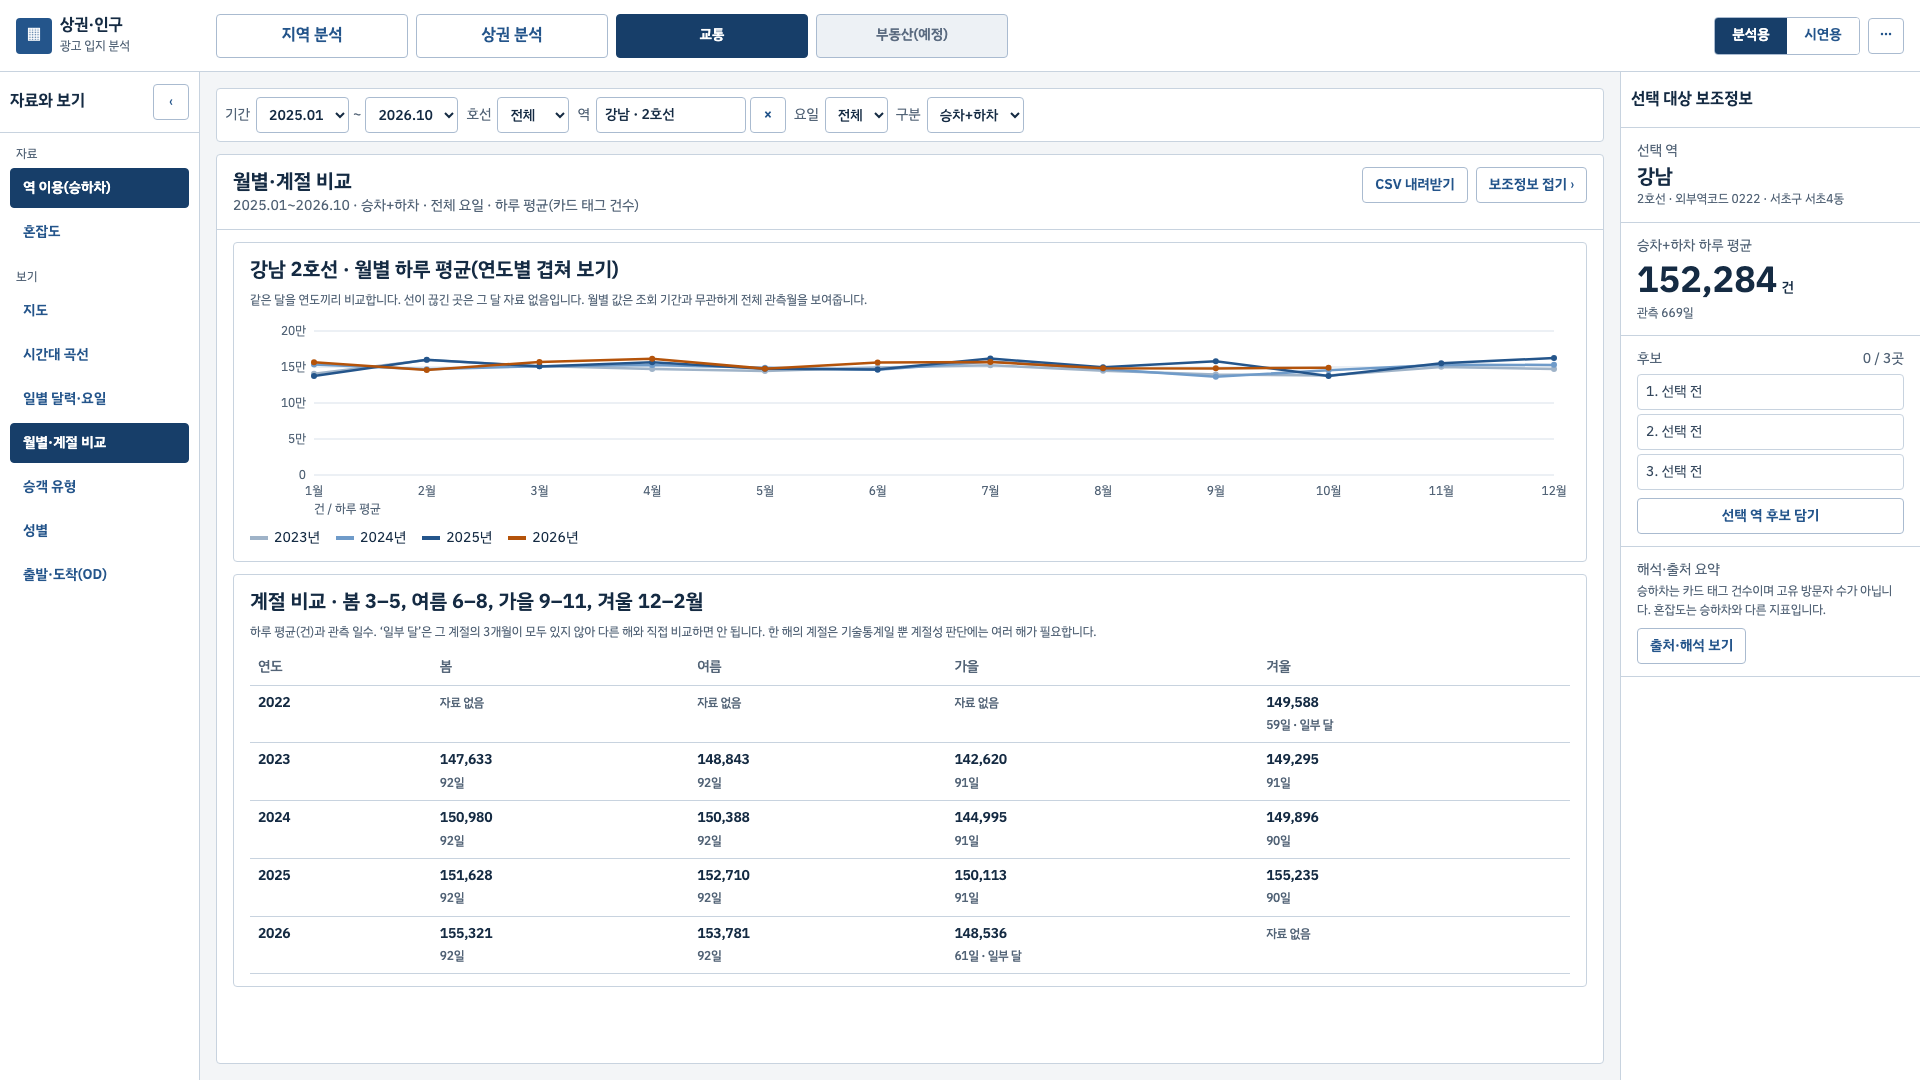 상권·인구
광고 입지 분석
지역 분석
상권 분석
교통
부동산(예정)
분석용
시연용
···
자료와 보기
‹
자료
역 이용(승하차)
혼잡도
보기
지도
시간대 곡선
일별 달력·요일
월별·계절 비교
승객 유형
성별
출발·도착(OD)
기간 2025.01 ~ 2026.10 호선 전체 역 강남 · 2호선 × 요일 전체 구분 승차+하차
월별·계절 비교
2025.01~2026.10 · 승차+하차 · 전체 요일 · 하루 평균(카드 태그 건수)
CSV 내려받기
보조정보 접기 ›
강남 2호선 · 월별 하루 평균(연도별 겹쳐 보기)
같은 달을 연도끼리 비교합니다. 선이 끊긴 곳은 그 달 자료 없음입니다. 월별 값은 조회 기간과 무관하게 전체 관측월을 보여줍니다.
20만
15만
10만
5만
0
1월 2월 3월 4월 5월 6월 7월 8월 9월 10월 11월 12월
건 / 하루 평균
2023년 2024년 2025년 2026년
계절 비교 · 봄 3–5, 여름 6–8, 가을 9–11, 겨울 12–2월
하루 평균(건)과 관측 일수. ‘일부 달’은 그 계절의 3개월이 모두 있지 않아 다른 해와 직접 비교하면 안 됩니다. 한 해의 계절은 기술통계일 뿐 계절성 판단에는 여러 해가 필요합니다.
연도 봄 여름 가을 겨울
2022 자료 없음 자료 없음 자료 없음 149,588
59일 · 일부 달
2023 147,633 148,843 142,620 149,295
92일 92일 91일 91일
2024 150,980 150,388 144,995 149,896
92일 92일 91일 90일
2025 151,628 152,710 150,113 155,235
92일 92일 91일 90일
2026 155,321 153,781 148,536 자료 없음
92일 92일 61일 · 일부 달
선택 대상 보조정보
선택 역
강남
2호선 · 외부역코드 0222 · 서초구 서초4동
승차+하차 하루 평균
152,284 건
관측 669일
후보 0 / 3곳
1. 선택 전
2. 선택 전
3. 선택 전
선택 역 후보 담기
해석·출처 요약
승하차는 카드 태그 건수이며 고유 방문자 수가 아닙니
다. 혼잡도는 승하차와 다른 지표입니다.
출처·해석 보기